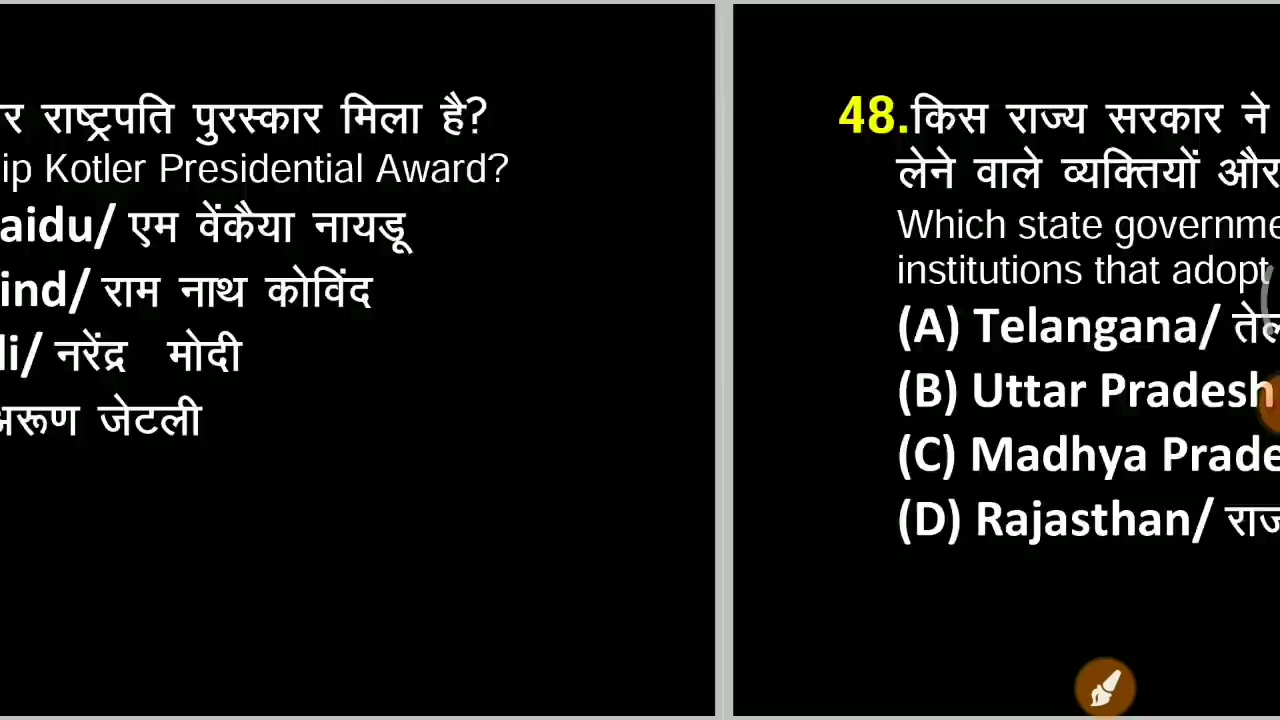 र राष्ट्रपति पुरस्कार मिला है?
ip Kotler Presidential Award?
aidu/ एम वेंकैया नायडू
ind/ राम नाथ कोविंद
li/ नरेंद्र मोदी
अरूण जेटली
48.किस राज्य सरकार ने
लेने वाले व्यक्तियों और
Which state governme
institutions that adopt
(A) Telangana/ तेल
(B) Uttar Pradesh
(C) Madhya Prade
(D) Rajasthan/ राज